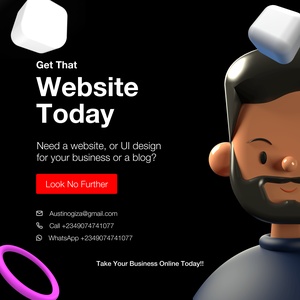 Get That
Website
Today
Need a website, or UI design
for your business or a blog?
Look No Further
Austinogiza@gmail.com
Call +2349074741077
WhatsApp +2349074741077
Take Your Business Online Today!!